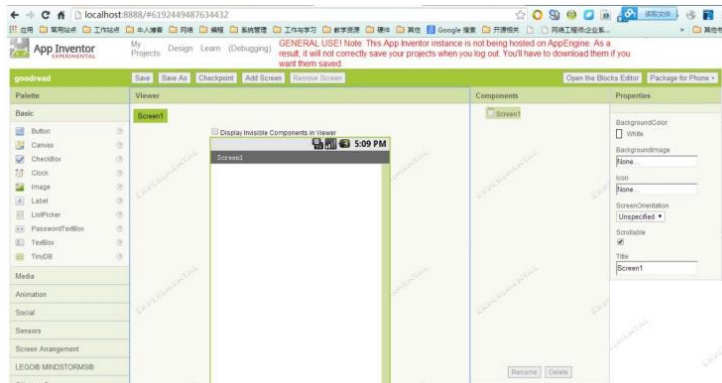 localhost:8888/#6192449487634432
应用 常用站点 工作站点 牛人博客 网络 编程 系统管理 工作与学习 教学资源 硬件 其他 Google 搜索 开源相关 网络工程师企业系...
App Inventor
EXPERIMENTAL
My Projects Design Learn (Debugging)
GENERAL USE! Note: This App Inventor instance is not being hosted on AppEngine. As a
result, it will not correctly save your projects when you log out. You'll have to download them if you
want them saved.
goodread Save Save As Checkpoint Add Screen Remove Screen Open the Blocks Editor Package for Phone
Palette Viewer Components Properties
Basic
Button
Canvas
CheckBox
Clock
Image
Label
ListPicker
PasswordTextBox
TextBox
TinyDB
Media
Animation
Social
Sensors
Screen Arrangement
LEGO® MINDSTORMS®
Screen1
Display Invisible Components in Viewer
5:09 PM
Screen1
Screen1
Rename Delete
BackgroundColor
White
BackgroundImage
None...
Icon
None...
ScreenOrientation
Unspecified
Scrollable
Title
Screen1
EXPERIMENTAL